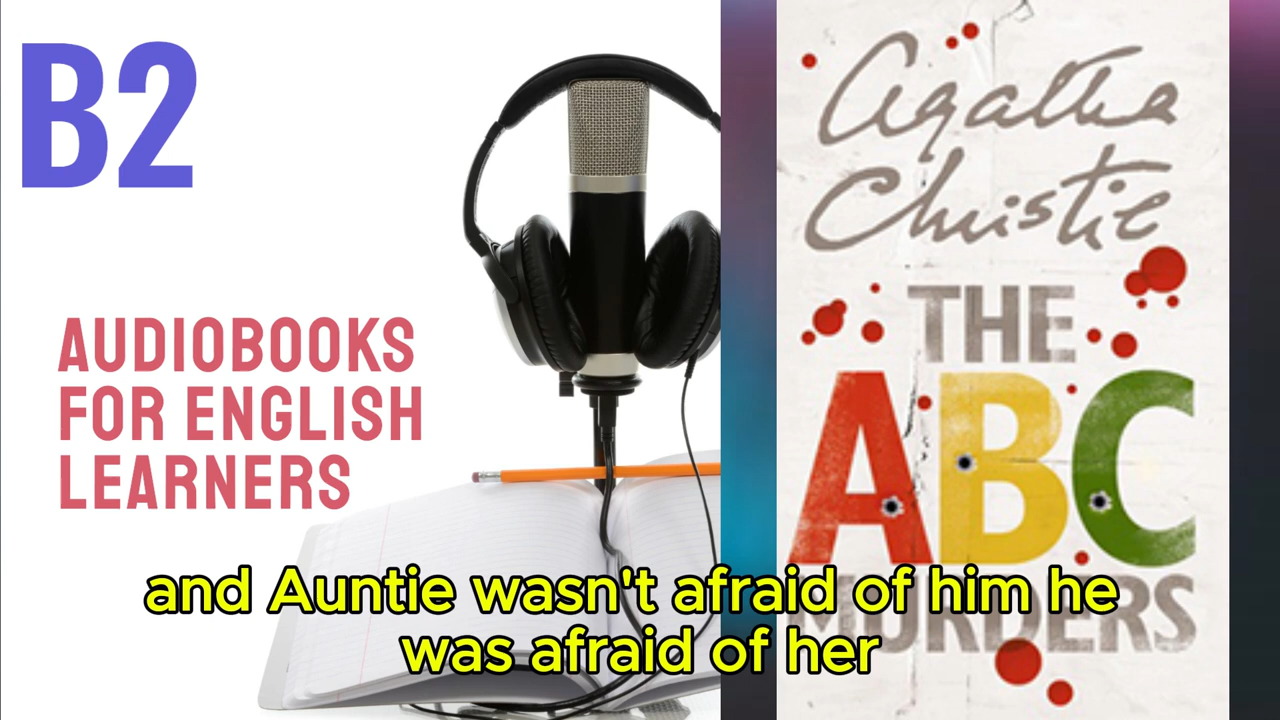 B2
AUDIOBOOKS
FOR ENGLISH
LEARNERS
Agatha
Christie
THE
ABC
MURDERS
and Auntie wasn't afraid of him he
was afraid of her